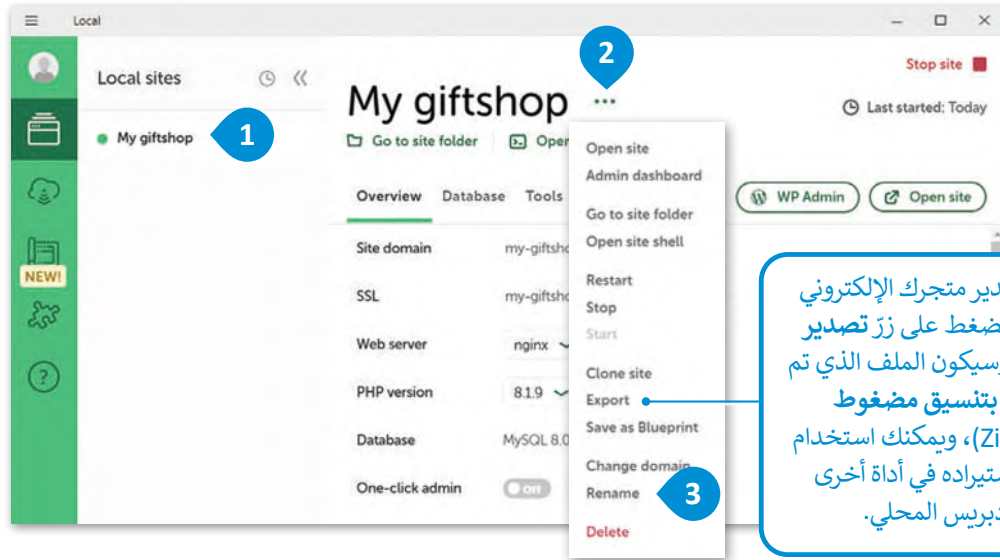 Local
2
Stop site
Local sites
My giftshop
...
Last started: Today
My giftshop
1
Go to site folder
Open site
Admin dashboard
Go to site folder
Open site shell
Restart
Stop
Start
Clone site
Export
Save as Blueprint
Change domain
Rename
3
Delete
Overview Database Tools
WP Admin
Open site
Site domain
SSL
Web server nginx
PHP version 8.1.9
Database MySQL 8.0
One-click admin on
NEW!
?
متجرك الإلكتروني
على زرّ تصدير
الملف الذي تم
بتنسيق مضغوط
ويمكنك استخدام
في أداة أخرى
المحلي.